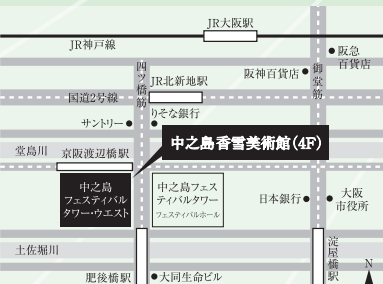 JR大阪駅
JR神戸線
阪急
百貨店
四ツ橋筋
御堂筋
阪神百貨店
JR北新地駅
国道2号線
りそな銀行
サントリー
中之島香雪美術館(4F)
堂島川
京阪渡辺橋駅
中之島
フェスティバル
タワー・ウエスト
中之島フェス
ティバルタワー
フェスティバルホール
日本銀行
大阪
市役所
土佐堀川
淀屋橋駅
肥後橋駅
大同生命ビル
N